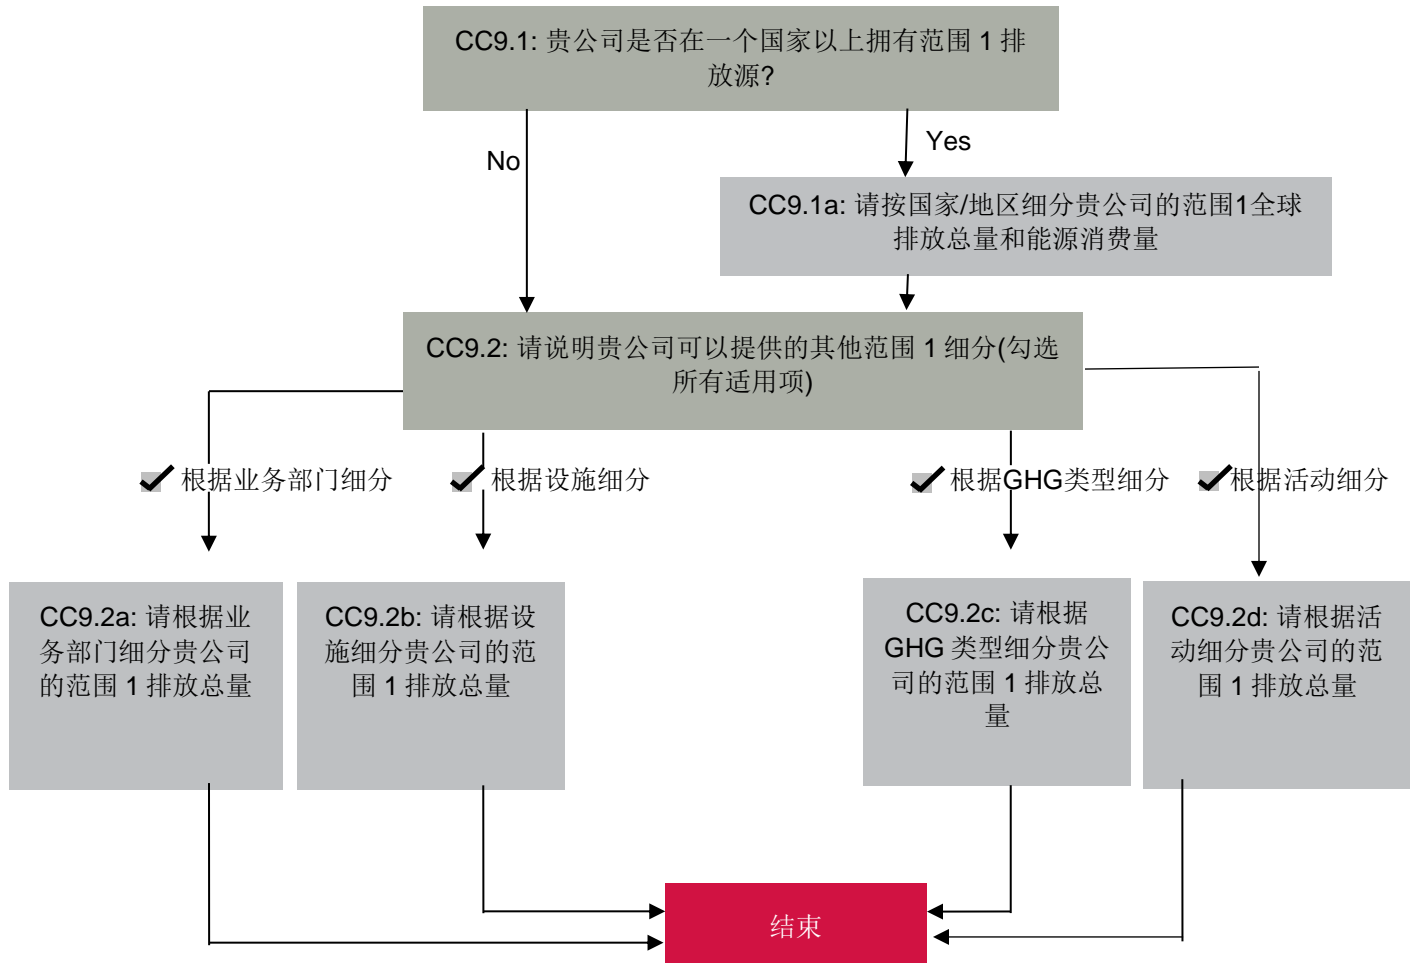 CC9.1: 贵公司是否在一个国家以上拥有范围 1 排
放源?
No
Yes
CC9.1a: 请按国家/地区细分贵公司的范围1全球
排放总量和能源消费量
CC9.2: 请说明贵公司可以提供的其他范围 1 细分(勾选
所有适用项)
根据业务部门细分
根据设施细分
根据GHG类型细分
根据活动细分
CC9.2a: 请根据业
务部门细分贵公司
的范围 1 排放总量
CC9.2b: 请根据设
施细分贵公司的范
围 1 排放总量
CC9.2c: 请根据
GHG 类型细分贵公
司的范围 1 排放总
量
CC9.2d: 请根据活
动细分贵公司的范
围 1 排放总量
结束